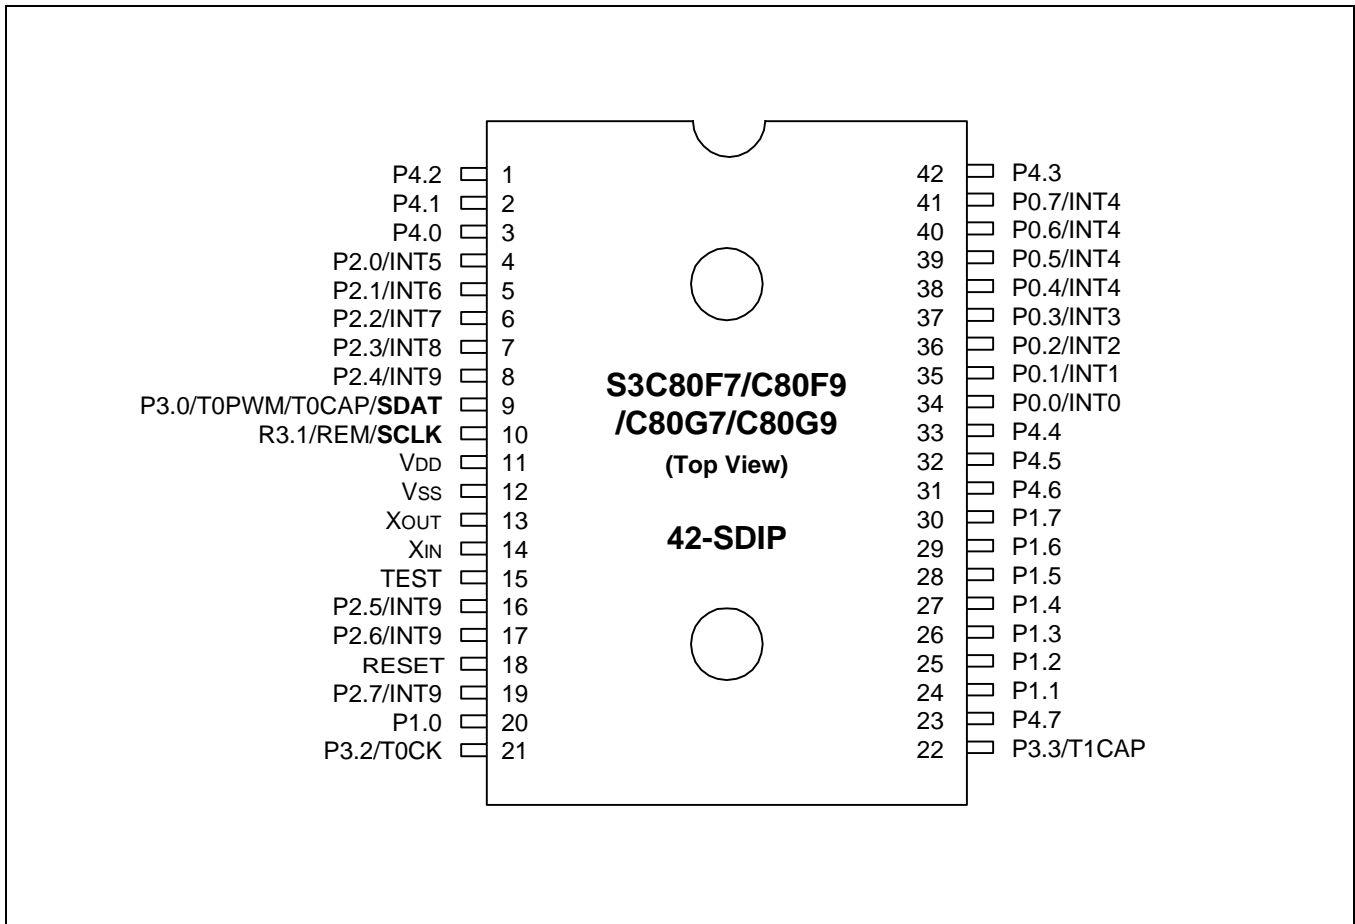 P4.2 1
P4.1 2
P4.0 3
P2.0/INT5 4
P2.1/INT6 5
P2.2/INT7 6
P2.3/INT8 7
P2.4/INT9 8
P3.0/T0PWM/T0CAP/SDAT 9
R3.1/REM/SCLK 10
VDD 11
VSS 12
XOUT 13
XIN 14
TEST 15
P2.5/INT9 16
P2.6/INT9 17
RESET 18
P2.7/INT9 19
P1.0 20
P3.2/T0CK 21
S3C80F7/C80F9
/C80G7/C80G9
(Top View)
42-SDIP
42 P4.3
41 P0.7/INT4
40 P0.6/INT4
39 P0.5/INT4
38 P0.4/INT4
37 P0.3/INT3
36 P0.2/INT2
35 P0.1/INT1
34 P0.0/INT0
33 P4.4
32 P4.5
31 P4.6
30 P1.7
29 P1.6
28 P1.5
27 P1.4
26 P1.3
25 P1.2
24 P1.1
23 P4.7
22 P3.3/T1CAP